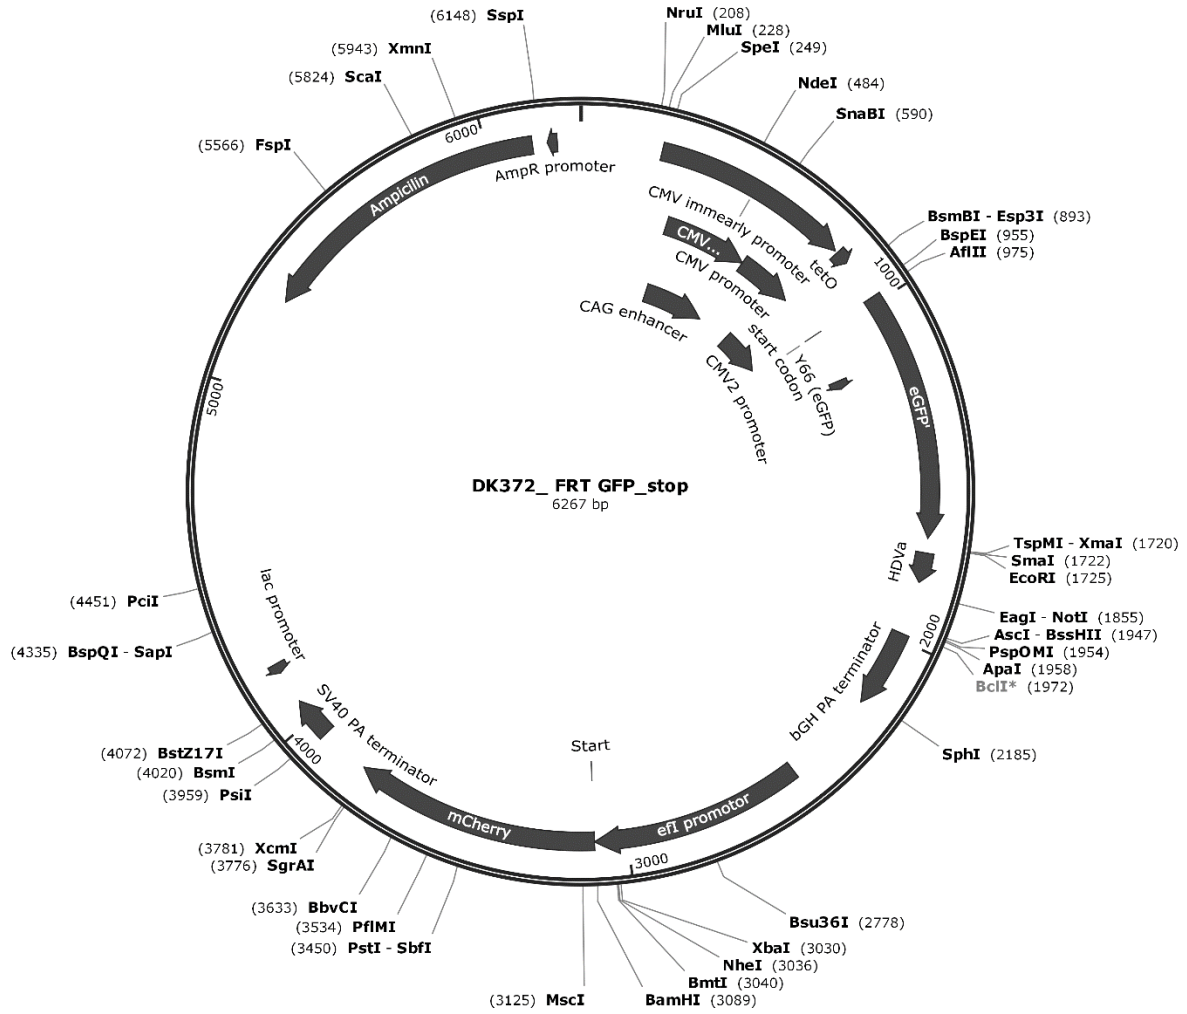 (6148) SspI
(5943) XmnI
(5824) ScaI
(5566) FspI
NruI (208)
MluI (228)
SpeI (249)
NdeI (484)
SnaBI (590)
BsmBI - Esp3I (893)
BspEI (955)
AflII (975)
6000
1000
5000
AmpR promoter
Ampicilin
CMV immearly promoter
tetO
CMV...
CMV promoter
CAG enhancer
CMV2 promoter
start codon
Y66 (eGFP)
eGFP'
DK372_ FRT GFP_stop
6267 bp
TspMI - XmaI (1720)
SmaI (1722)
EcoRI (1725)
HDVa
EagI - NotI (1855)
AscI - BssHII (1947)
PspOMI (1954)
ApaI (1958)
BclI* (1972)
2000
bGH PA terminator
SphI (2185)
(4451) PciI
(4335) BspQI - SapI
lac promoter
SV40 PA terminator
4000
(4072) BstZ17I
(4020) BsmI
(3959) PsiI
Start
efI promotor
mCherry
3000
(3781) XcmI
(3776) SgrAI
(3633) BbvCI
(3534) PflMI
(3450) PstI - SbfI
(3125) MscI
Bsu36I (2778)
XbaI (3030)
NheI (3036)
BmtI (3040)
BamHI (3089)